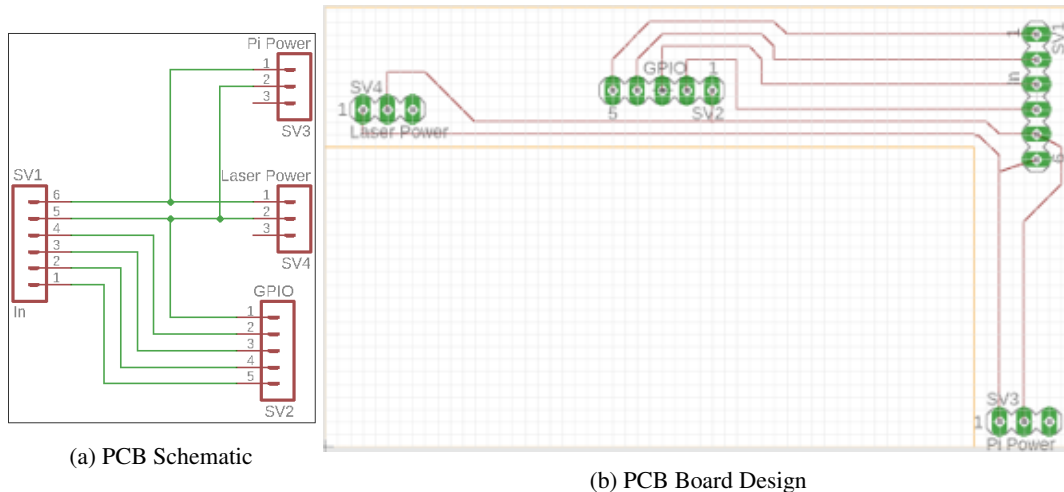 Pi Power
1
2
3
SV3
Laser Power
1
2
3
SV4
SV1
6
5
4
3
2
1
In
GPIO
1
2
3
4
5
SV2
(a) PCB Schematic
SV4
1
Laser Power
GPIO
1
5
SV2
1
SV1
In
6
SV3
1
Pi Power
(b) PCB Board Design